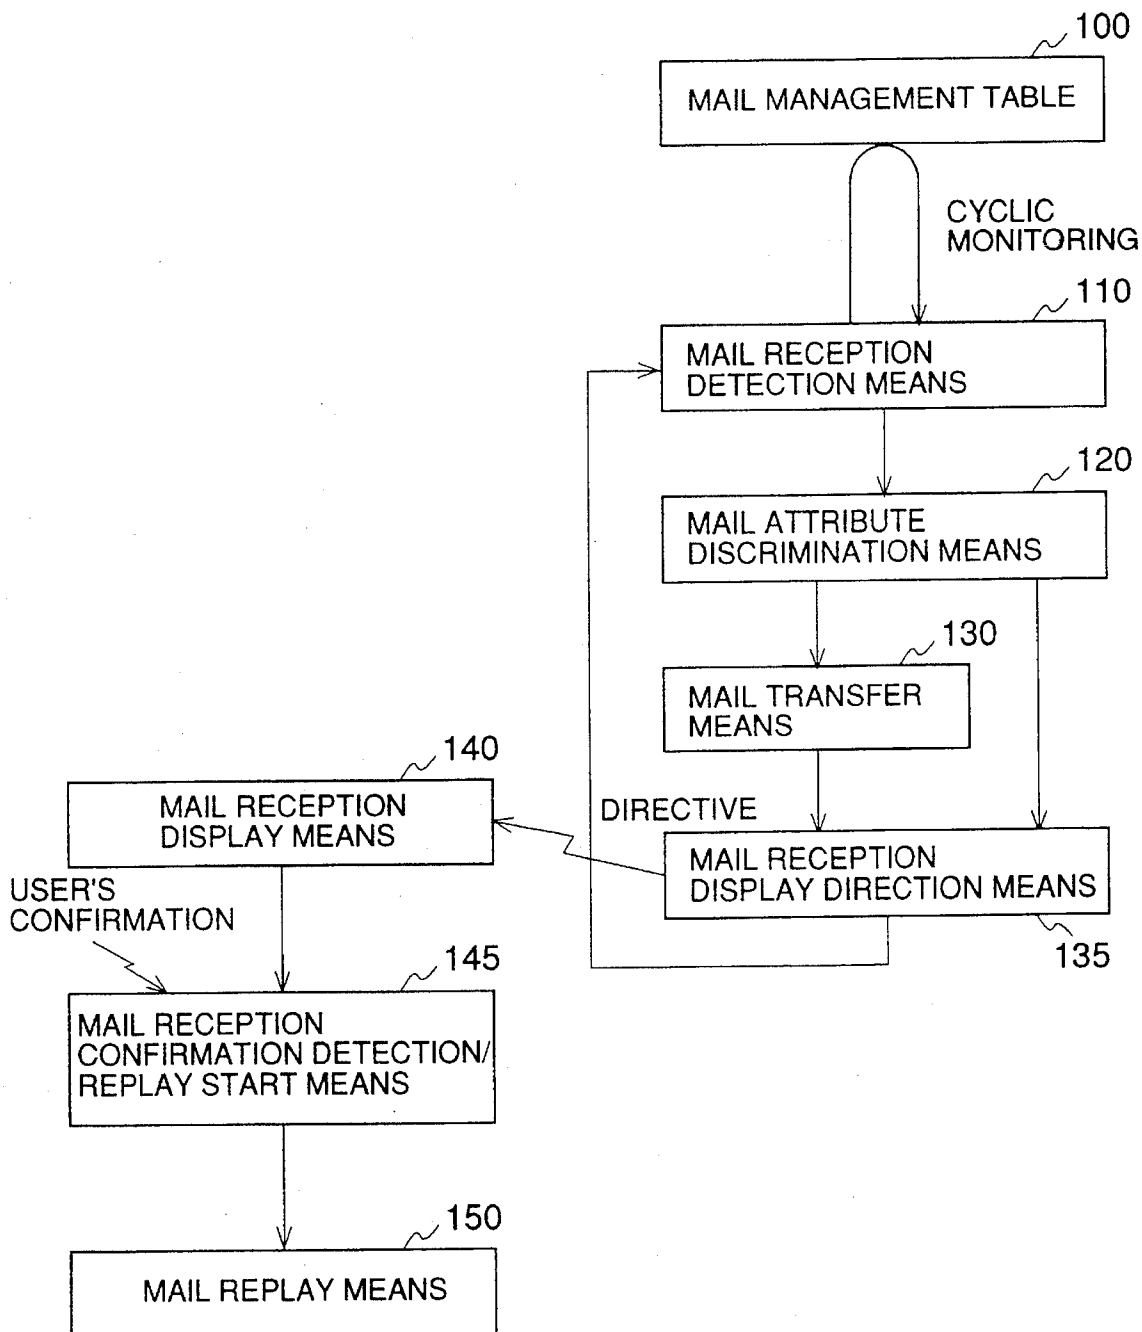 100
MAIL MANAGEMENT TABLE
CYCLIC
MONITORING
110
MAIL RECEPTION
DETECTION MEANS
120
MAIL ATTRIBUTE
DISCRIMINATION MEANS
130
MAIL TRANSFER
MEANS
140
MAIL RECEPTION
DISPLAY MEANS
DIRECTIVE
MAIL RECEPTION
DISPLAY DIRECTION MEANS
135
USER'S
CONFIRMATION
145
MAIL RECEPTION
CONFIRMATION DETECTION/
REPLAY START MEANS
150
MAIL REPLAY MEANS